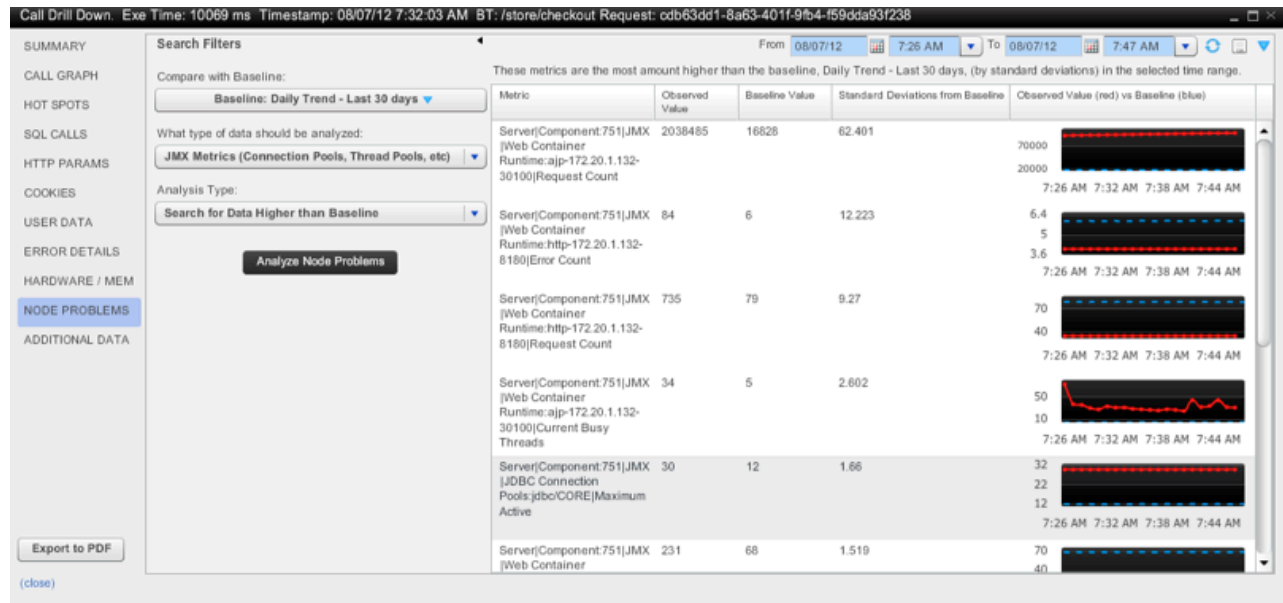 Call Drill Down. Exe Time: 10069 ms Timestamp: 08/07/12 7:32:03 AM BT: /store/checkout Request: cdb63dd1-8a63-401f-9fb4-f59dda93f238
SUMMARY
CALL GRAPH
HOT SPOTS
SQL CALLS
HTTP PARAMS
COOKIES
USER DATA
ERROR DETAILS
HARDWARE / MEM
NODE PROBLEMS
ADDITIONAL DATA
Export to PDF
(close)
Search Filters
Compare with Baseline:
Baseline: Daily Trend - Last 30 days
What type of data should be analyzed:
JMX Metrics (Connection Pools, Thread Pools, etc)
Analysis Type:
Search for Data Higher than Baseline
Analyze Node Problems
From 08/07/12 7:26 AM To 08/07/12 7:47 AM
These metrics are the most amount higher than the baseline, Daily Trend - Last 30 days, (by standard deviations) in the selected time range.
Metric Observed Value Baseline Value Standard Deviations from Baseline Observed Value (red) vs Baseline (blue)
Server|Component:751|JMX 2038485 16828 62.401
|Web Container
Runtime:ajp-172.20.1.132-
30100|Request Count
70000
20000
7:26 AM 7:32 AM 7:38 AM 7:44 AM
Server|Component:751|JMX 84 6 12.223
|Web Container
Runtime:http-172.20.1.132-
8180|Error Count
6.4
5
3.6
7:26 AM 7:32 AM 7:38 AM 7:44 AM
Server|Component:751|JMX 735 79 9.27
|Web Container
Runtime:http-172.20.1.132-
8180|Request Count
70
40
7:26 AM 7:32 AM 7:38 AM 7:44 AM
Server|Component:751|JMX 34 5 2.602
|Web Container
Runtime:ajp-172.20.1.132-
30100|Current Busy
Threads
50
10
7:26 AM 7:32 AM 7:38 AM 7:44 AM
Server|Component:751|JMX 30 12 1.66
|JDBC Connection
Pools:jdbc/CORE|Maximum
Active
32
22
12
7:26 AM 7:32 AM 7:38 AM 7:44 AM
Server|Component:751|JMX 231 68 1.519
|Web Container
70
40